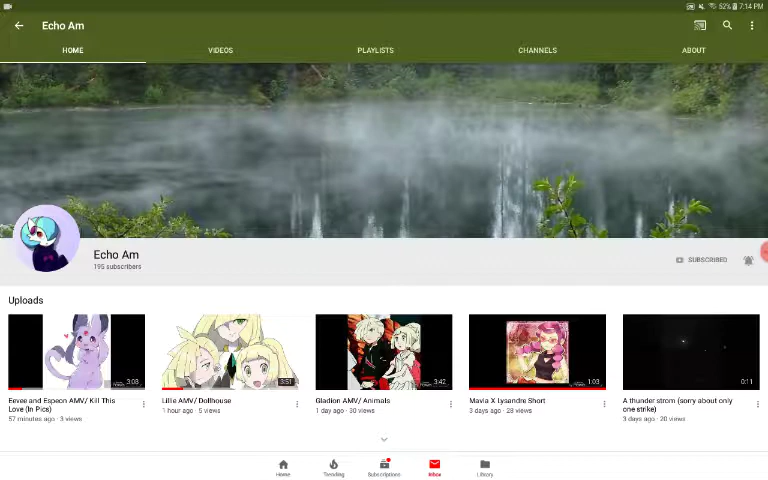 52% 7:14 PM
Echo Am
HOME VIDEOS PLAYLISTS CHANNELS ABOUT
Echo Am
195 subscribers
SUBSCRIBED
Uploads
3:08
3:51
3:42
1:03
0:11
Eevee and Espeon AMV/ Kill This
Love (In Pics)
57 minutes ago · 3 views
Lillie AMV/ Dollhouse
1 hour ago · 5 views
Gladion AMV/ Animals
1 day ago · 30 views
Mavia X Lysandre Short
3 days ago · 28 views
A thunder strom (sorry about only
one strike)
3 days ago · 20 views
Home Trending Subscriptions Inbox Library